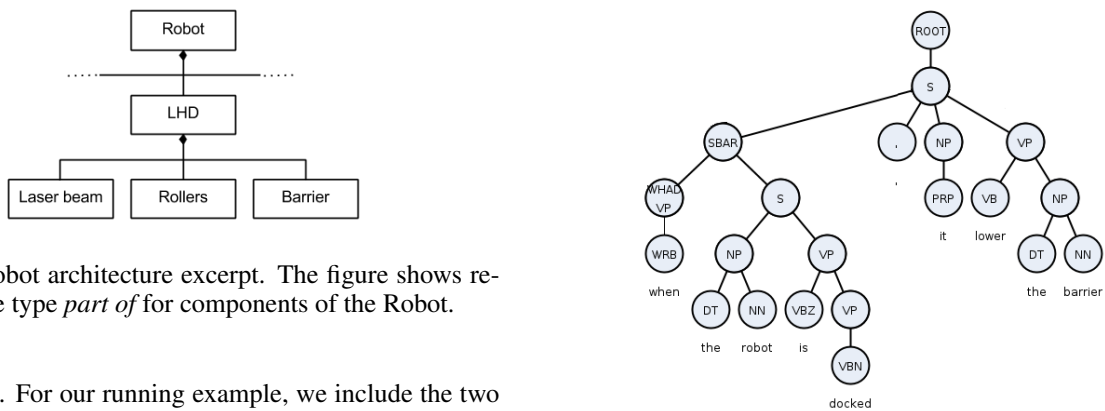 Robot
LHD
Laser beam Rollers Barrier
obot architecture excerpt. The figure shows re-
e type part of for components of the Robot.
. For our running example, we include the two
ROOT
S
SBAR , NP VP
,
WHAD
VP
S PRP VB NP
it lower
WRB NP VP DT NN
when the barrier
DT NN VBZ VP
the robot is
VBN
docked